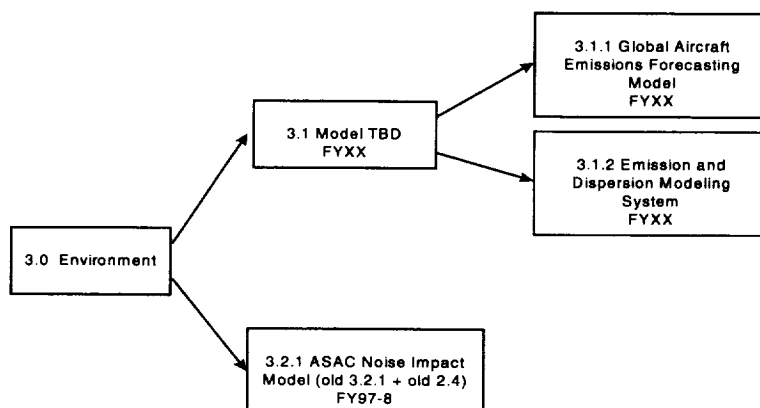 3.1.1 Global Aircraft
Emissions Forecasting
Model
FYXX
3.1 Model TBD
FYXX
3.1.2 Emission and
Dispersion Modeling
System
FYXX
3.0 Environment
3.2.1 ASAC Noise Impact
Model (old 3.2.1 + old 2.4)
FY97-8